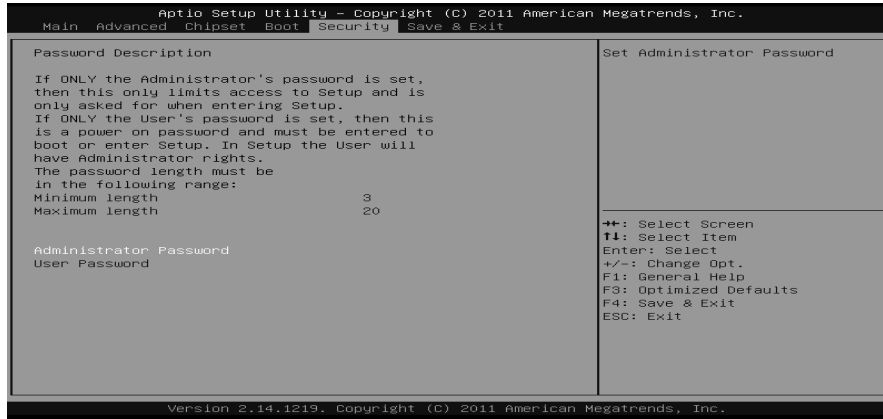 Aptio Setup Utility – Copyright (C) 2011 American Megatrends, Inc.
Main Advanced Chipset Boot Security Save & Exit
Password Description
If ONLY the Administrator's password is set,
then this only limits access to Setup and is
only asked for when entering Setup.
If ONLY the User's password is set, then this
is a power on password and must be entered to
boot or enter Setup. In Setup the User will
have Administrator rights.
The password length must be
in the following range:
Minimum length 3
Maximum length 20
Administrator Password
User Password
Set Administrator Password
→←: Select Screen
↑↓: Select Item
Enter: Select
+/-: Change Opt.
F1: General Help
F3: Optimized Defaults
F4: Save & Exit
ESC: Exit
Version 2.14.1219. Copyright (C) 2011 American Megatrends, Inc.